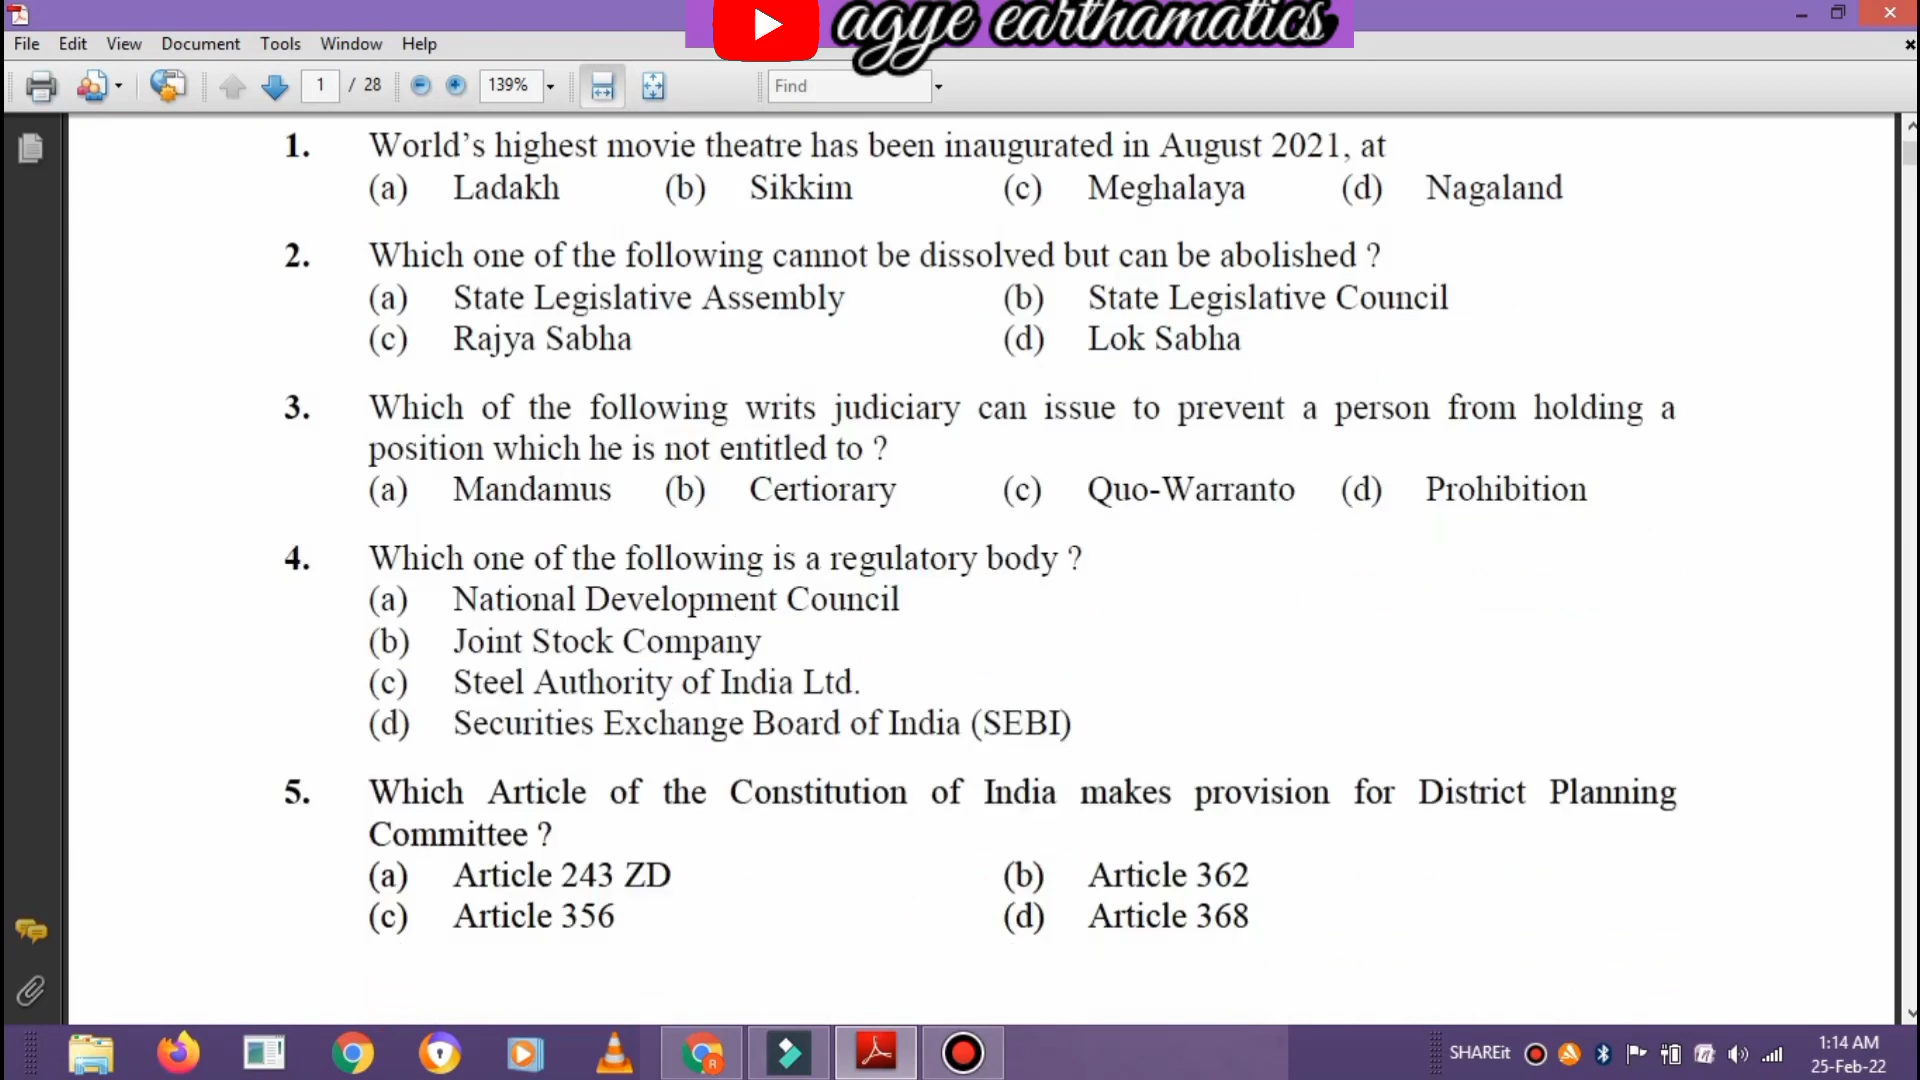 agye earthamatics
File Edit View Document Tools Window Help
1 / 28 139% Find
1. World's highest movie theatre has been inaugurated in August 2021, at
(a) Ladakh (b) Sikkim (c) Meghalaya (d) Nagaland
2. Which one of the following cannot be dissolved but can be abolished ?
(a) State Legislative Assembly (b) State Legislative Council
(c) Rajya Sabha (d) Lok Sabha
3. Which of the following writs judiciary can issue to prevent a person from holding a
position which he is not entitled to ?
(a) Mandamus (b) Certiorary (c) Quo-Warranto (d) Prohibition
4. Which one of the following is a regulatory body ?
(a) National Development Council
(b) Joint Stock Company
(c) Steel Authority of India Ltd.
(d) Securities Exchange Board of India (SEBI)
5. Which Article of the Constitution of India makes provision for District Planning
Committee ?
(a) Article 243 ZD (b) Article 362
(c) Article 356 (d) Article 368
SHAREit 1:14 AM
25-Feb-22